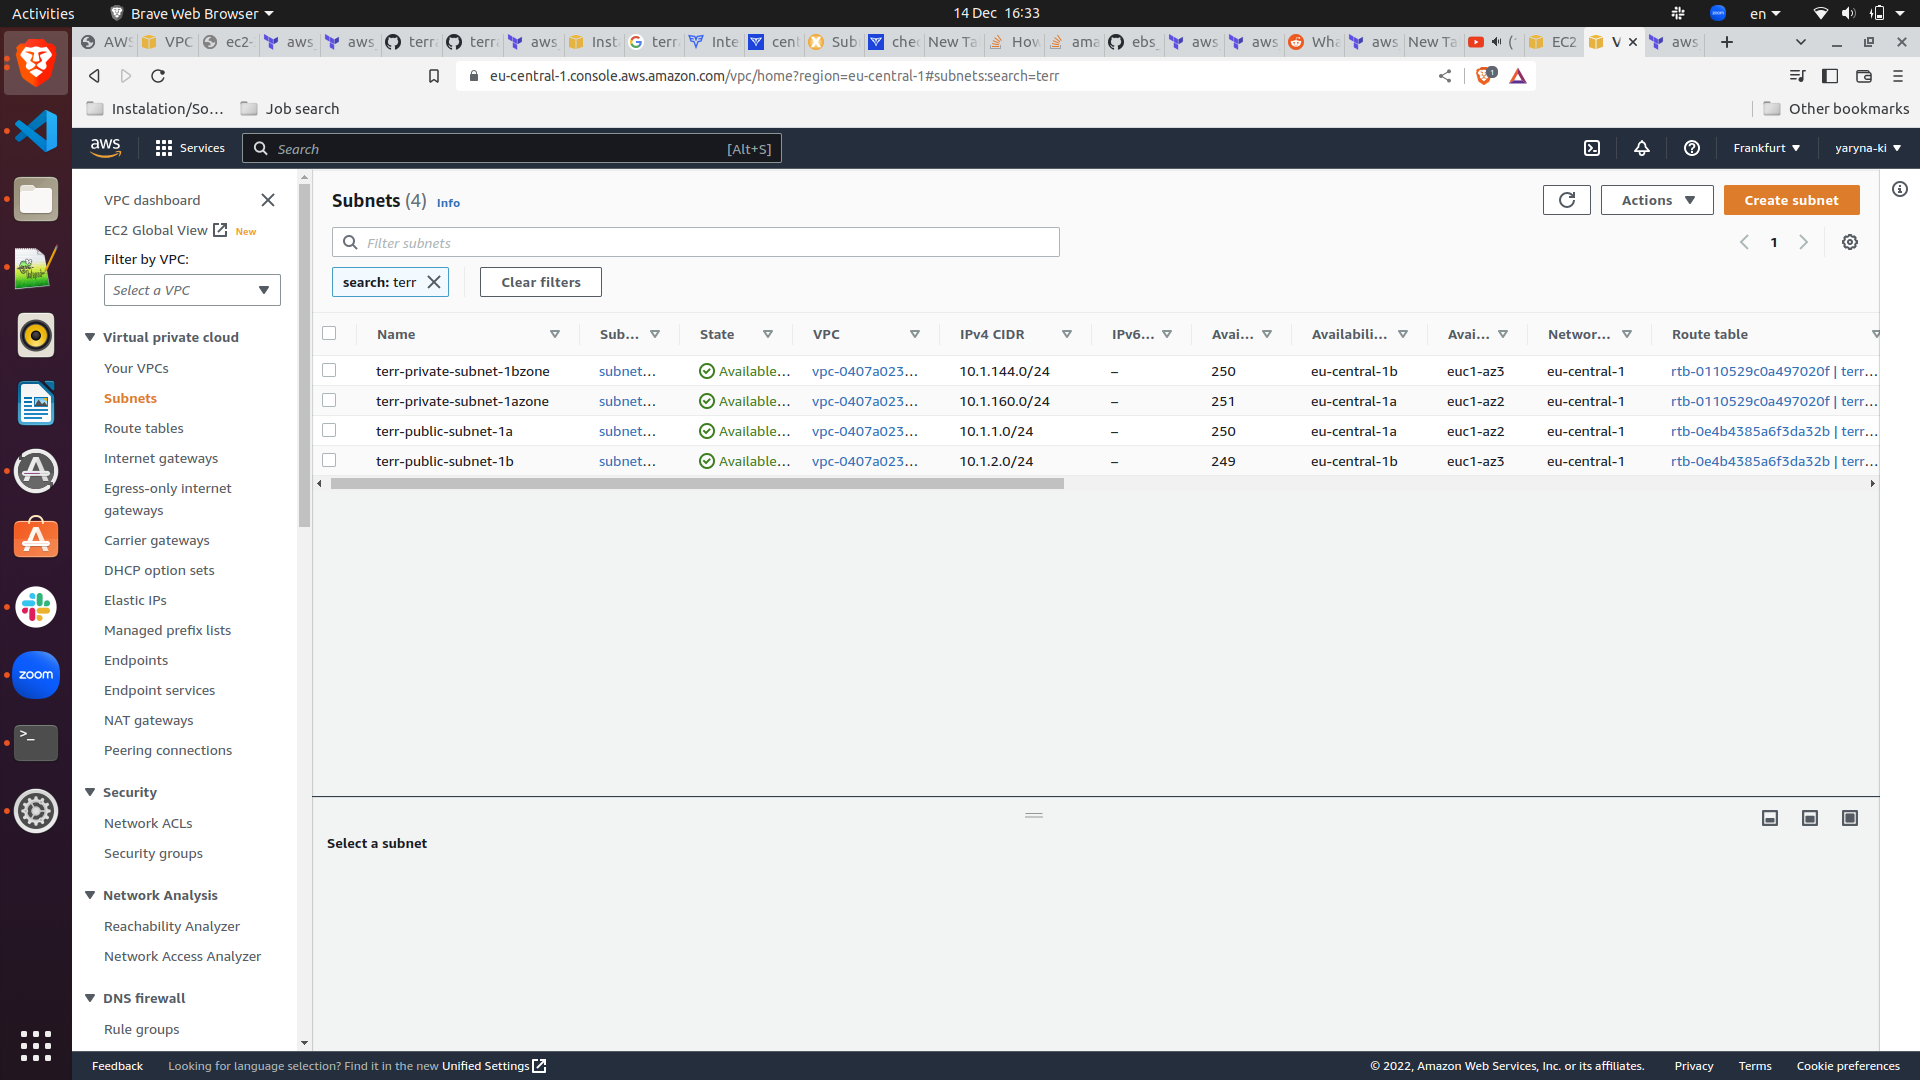 Activities
Brave Web Browser
14 Dec 16:33
zoom
en
AWS
VPC
ec2-
aws
aws_
terra
terra
aws_
Insta
terra
Inte
cent
Sub
chec
New Ta
How
ama
ebs_
aws
aws
Wha
aws
New Ta
EC2
V
aws
eu-central-1.console.aws.amazon.com/vpc/home?region=eu-central-1#subnets:search=terr
1
Instalation/So...
Job search
Other bookmarks
aws
Services
Search
[Alt+S]
Frankfurt
yaryna-ki
VPC dashboard
EC2 Global View
New
Filter by VPC:
Select a VPC
Virtual private cloud
Your VPCs
Subnets
Route tables
Internet gateways
Egress-only internet
gateways
Carrier gateways
DHCP option sets
Elastic IPs
Managed prefix lists
Endpoints
Endpoint services
NAT gateways
Peering connections
Security
Network ACLs
Security groups
Network Analysis
Reachability Analyzer
Network Access Analyzer
DNS firewall
Rule groups
Subnets (4) Info
Actions
Create subnet
Filter subnets
1
search: terr
Clear filters
Name Sub... State VPC IPv4 CIDR IPv6... Avai... Availabili... Avai... Networ... Route table
terr-private-subnet-1bzone subnet... Available... vpc-0407a023... 10.1.144.0/24 – 250 eu-central-1b euc1-az3 eu-central-1 rtb-0110529c0a497020f | terr...
terr-private-subnet-1azone subnet... Available... vpc-0407a023... 10.1.160.0/24 – 251 eu-central-1a euc1-az2 eu-central-1 rtb-0110529c0a497020f | terr...
terr-public-subnet-1a subnet... Available... vpc-0407a023... 10.1.1.0/24 – 250 eu-central-1a euc1-az2 eu-central-1 rtb-0e4b4385a6f3da32b | terr...
terr-public-subnet-1b subnet... Available... vpc-0407a023... 10.1.2.0/24 – 249 eu-central-1b euc1-az3 eu-central-1 rtb-0e4b4385a6f3da32b | terr...
Select a subnet
zoom
Feedback
Looking for language selection? Find it in the new Unified Settings
© 2022, Amazon Web Services, Inc. or its affiliates.
Privacy
Terms
Cookie preferences